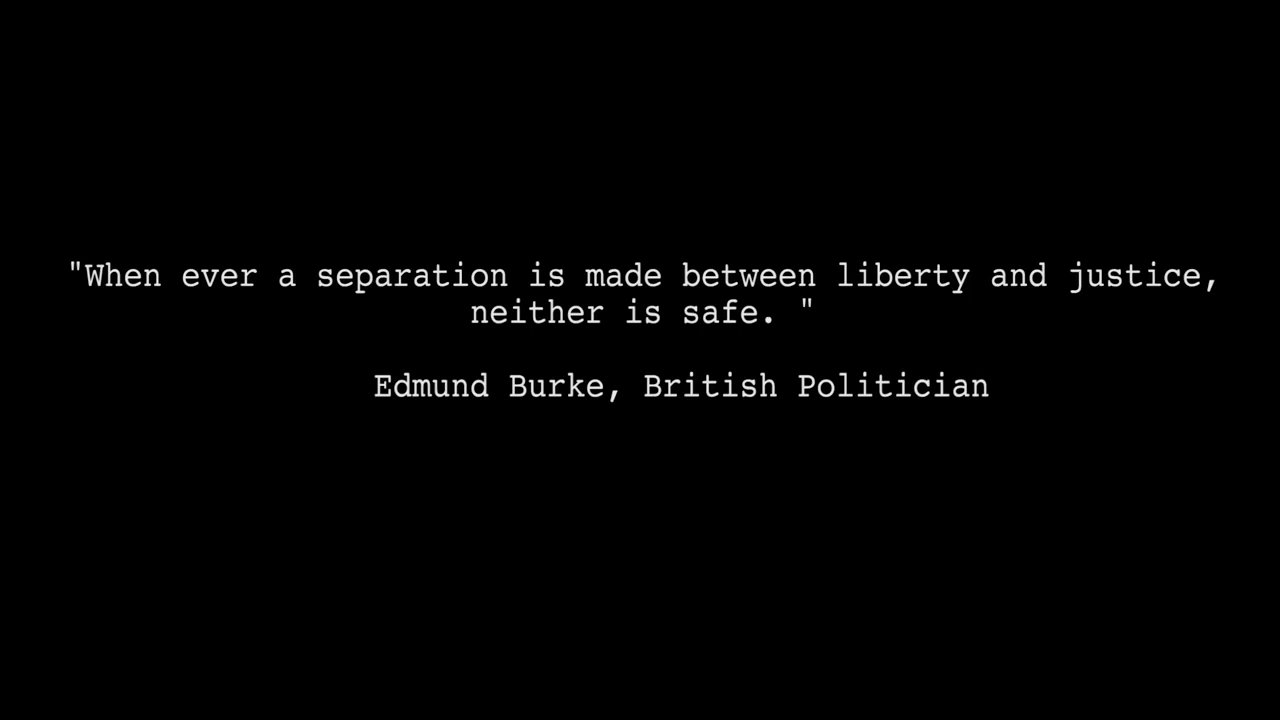 "When ever a separation is made between liberty and justice,
neither is safe. "
Edmund Burke, British Politician